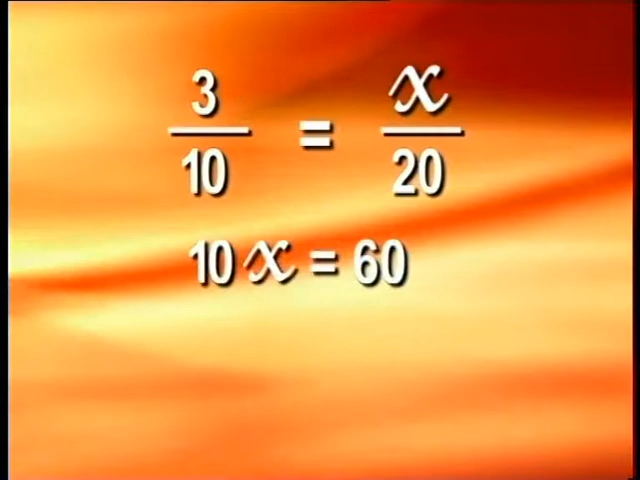 3/10 = x/20
10x = 60